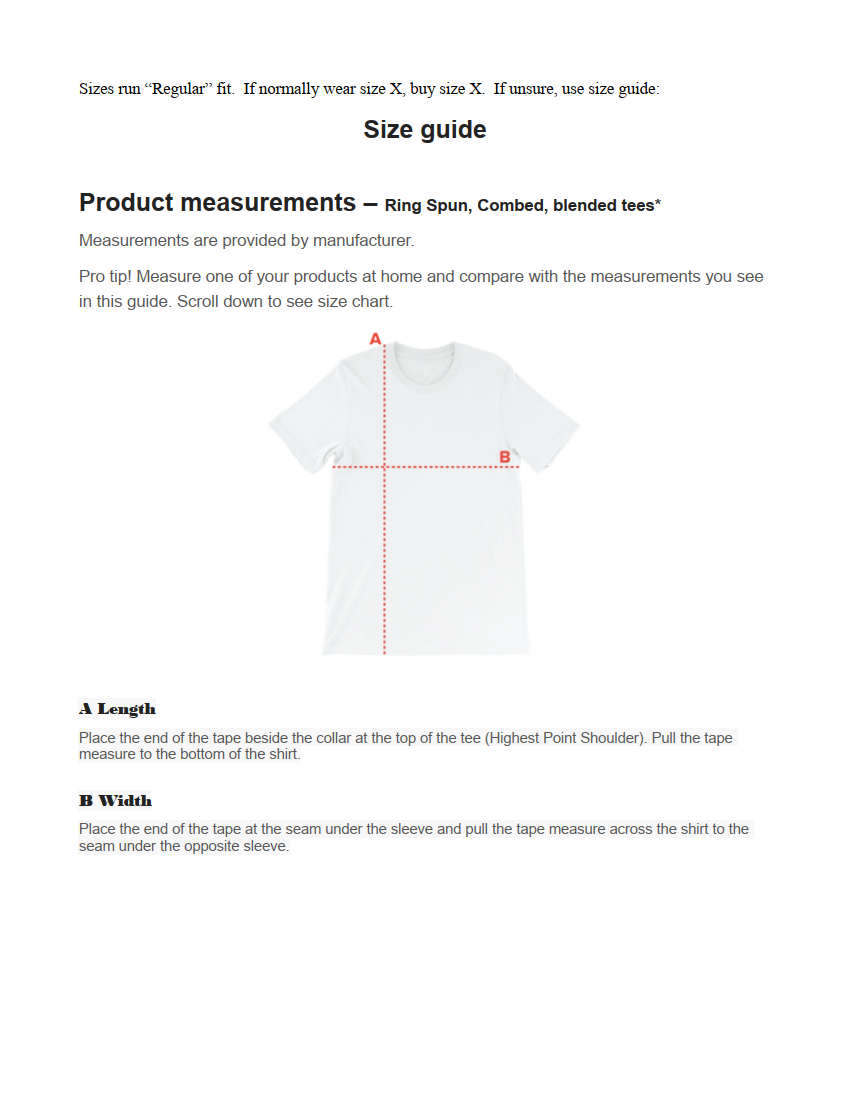 Sizes run “Regular” fit.  If normally wear size X, buy size X.  If unsure, use size guide:
Size guide
Product measurements – Ring Spun, Combed, blended tees*
Measurements are provided by manufacturer.
Pro tip! Measure one of your products at home and compare with the measurements you see
in this guide. Scroll down to see size chart.
A
B
A Length
Place the end of the tape beside the collar at the top of the tee (Highest Point Shoulder). Pull the tape
measure to the bottom of the shirt.
B Width
Place the end of the tape at the seam under the sleeve and pull the tape measure across the shirt to the
seam under the opposite sleeve.